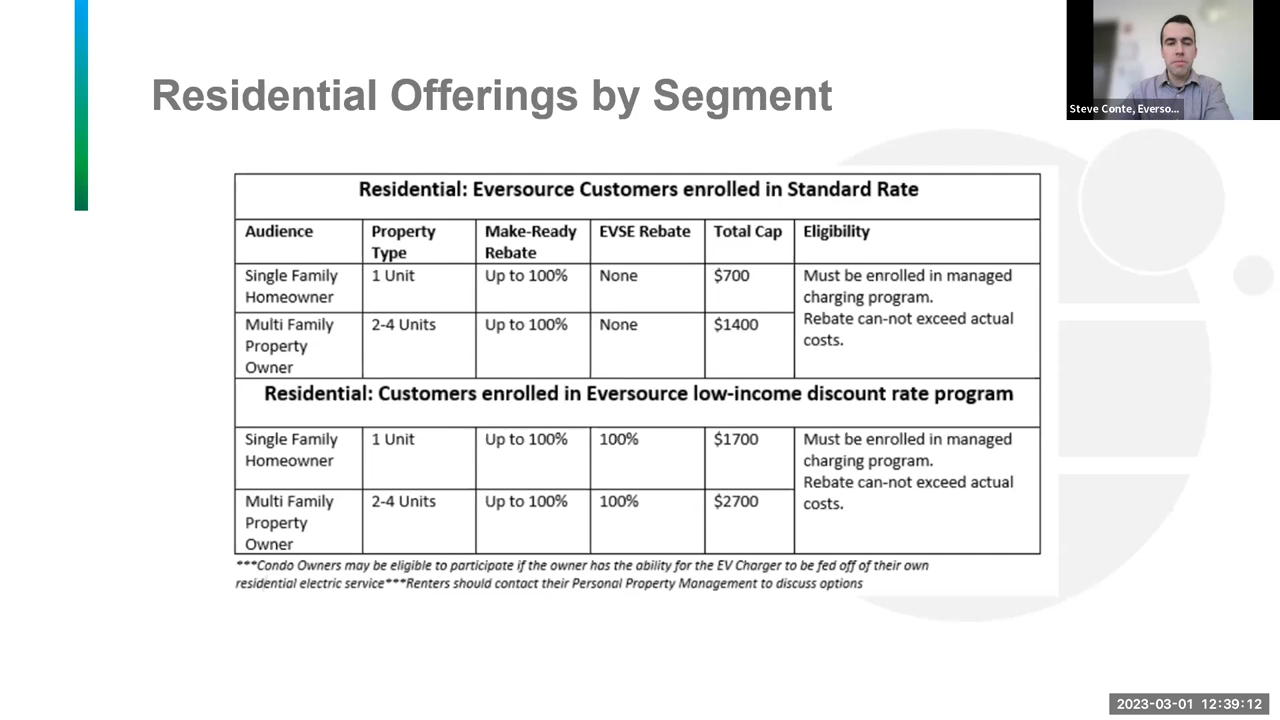 Steve Conte, Everso...
Residential Offerings by Segment
Residential: Eversource Customers enrolled in Standard Rate
Audience
Property
Type
Make-Ready
Rebate
EVSE Rebate
Total Cap
Eligibility
Single Family
Homeowner
1 Unit
Up to 100%
None
$700
Must be enrolled in managed
charging program.
Rebate can-not exceed actual
costs.
Multi Family
Property
Owner
2-4 Units
Up to 100%
None
$1400
Residential: Customers enrolled in Eversource low-income discount rate program
Single Family
Homeowner
1 Unit
Up to 100%
100%
$1700
Must be enrolled in managed
charging program.
Rebate can-not exceed actual
costs.
Multi Family
Property
Owner
2-4 Units
Up to 100%
100%
$2700
***Condo Owners may be eligible to participate if the owner has the ability for the EV Charger to be fed off of their own
residential electric service***Renters should contact their Personal Property Management to discuss options
2023-03-01 12:39:12